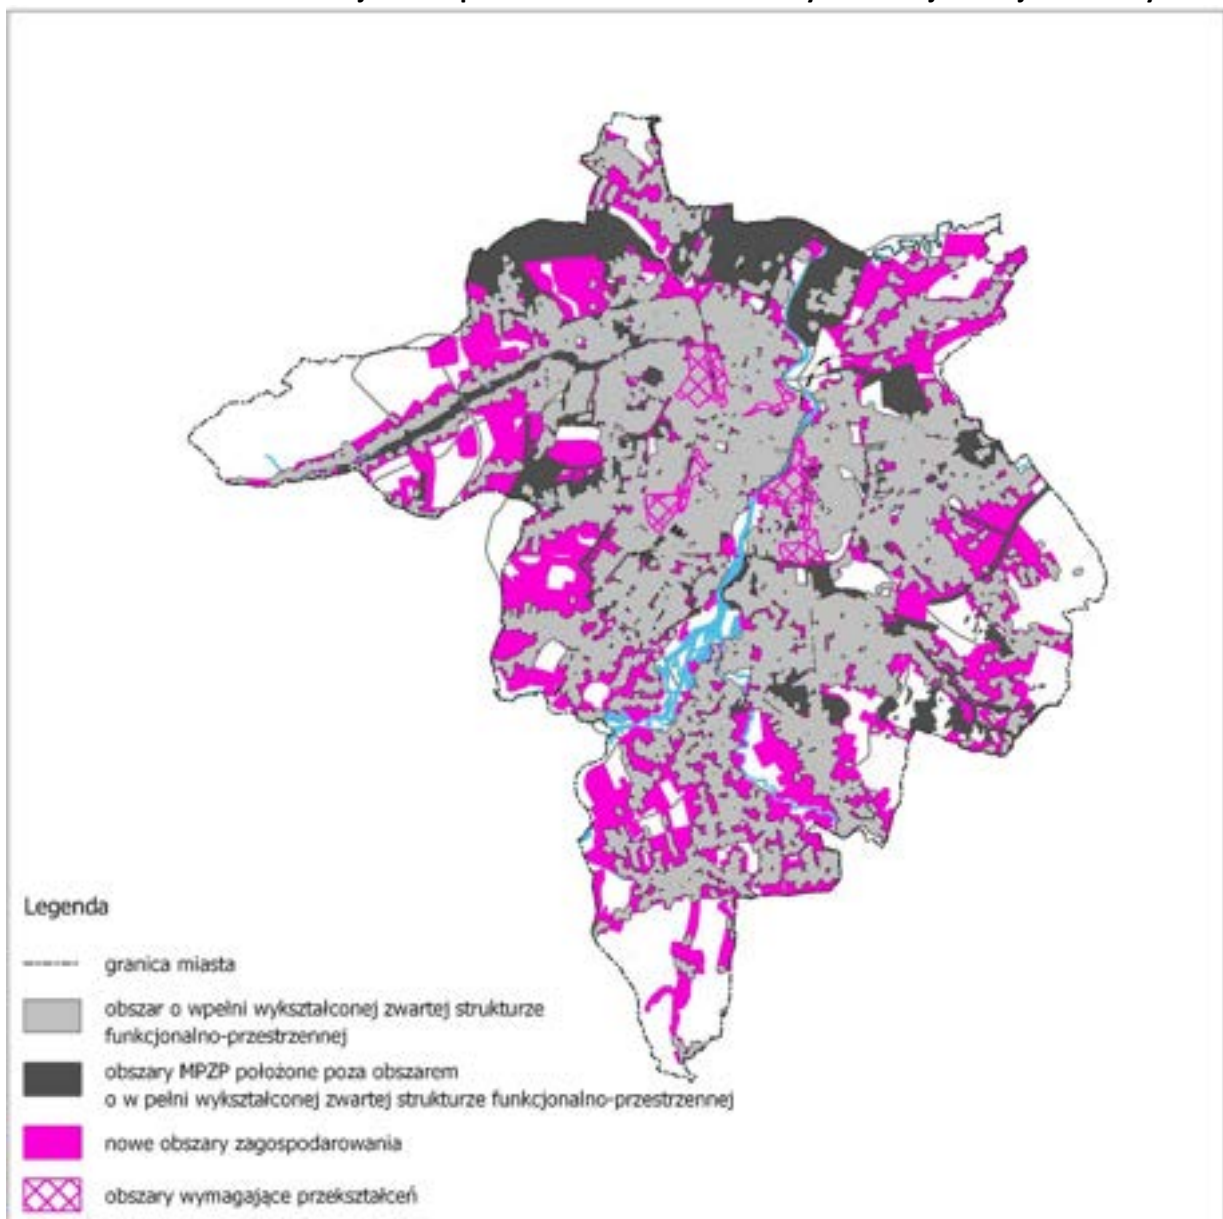 Legenda
granica miasta
obszar o wpełni wykształconej zwartej strukturze
funkcjonalno-przestrzennej
obszary MPZP położone poza obszarem
o w pełni wykształconej zwartej strukturze funkcjonalno-przestrzennej
nowe obszary zagospodarowania
obszary wymagające przekształceń